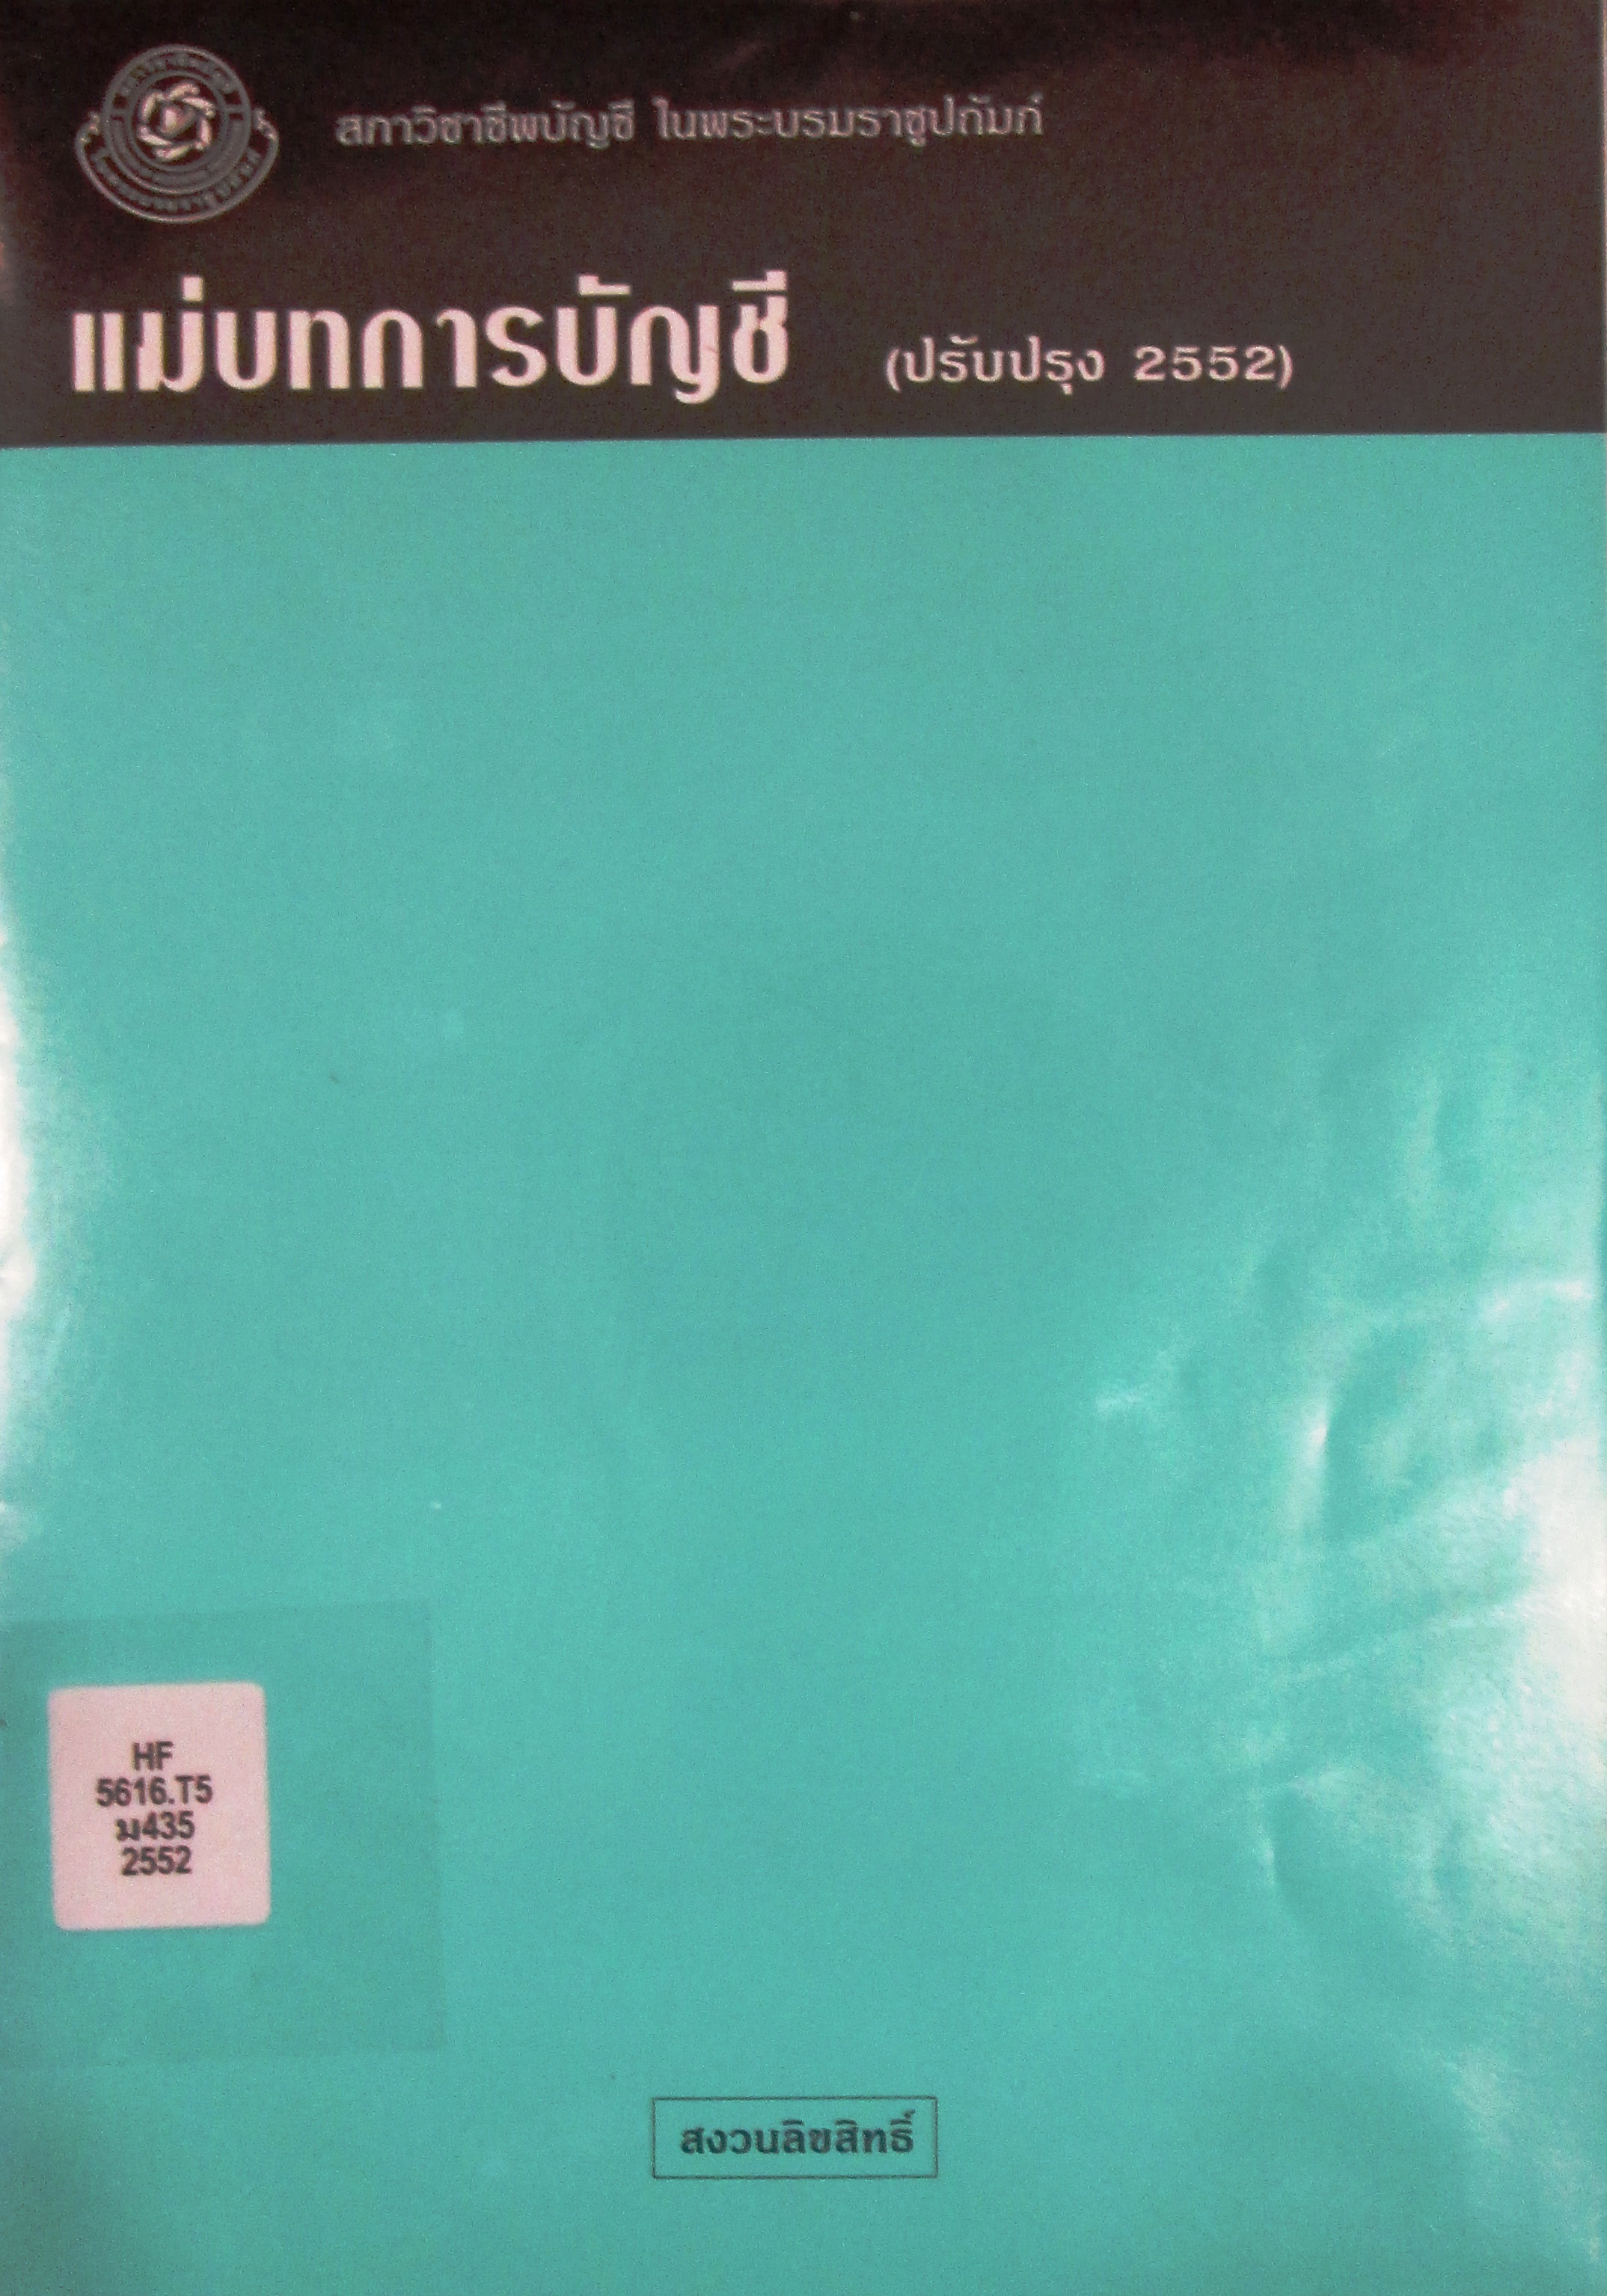 สภาวิชาชีพบัญชี ในพระบรมราชูปถัมภ์
แม่บทการบัญชี (ปรับปรุง 2552)
HF
5616.T5
ม435
2552
สงวนลิขสิทธิ์